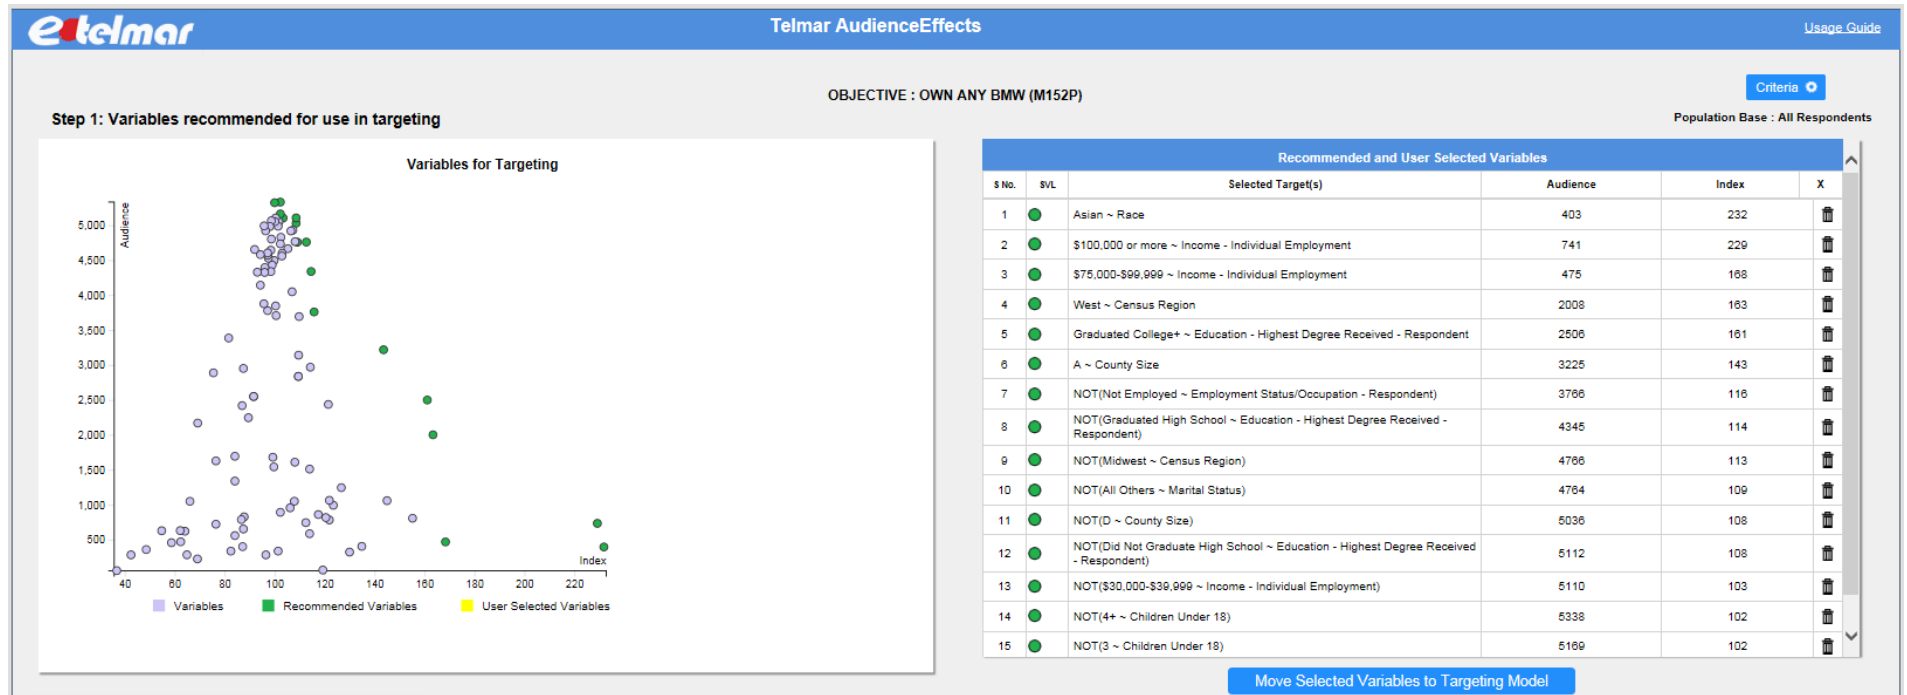 telmar
Telmar AudienceEffects
Usage Guide
OBJECTIVE : OWN ANY BMW (M152P)
Criteria
Population Base : All Respondents
Step 1: Variables recommended for use in targeting
Variables for Targeting
Audience
5,000
4,500
4,000
3,500
3,000
2,500
2,000
1,500
1,000
500
Index
40 60 80 100 120 140 160 180 200 220
Variables Recommended Variables User Selected Variables
Recommended and User Selected Variables
S No. SVL Selected Target(s) Audience Index X
1 Asian ~ Race 403 232
2 $100,000 or more ~ Income - Individual Employment 741 229
3 $75,000-$99,999 ~ Income - Individual Employment 475 168
4 West ~ Census Region 2008 163
5 Graduated College+ ~ Education - Highest Degree Received - Respondent 2506 161
6 A ~ County Size 3225 143
7 NOT(Not Employed ~ Employment Status/Occupation - Respondent) 3766 116
8 NOT(Graduated High School ~ Education - Highest Degree Received - 4345 114
Respondent)
9 NOT(Midwest ~ Census Region) 4766 113
10 NOT(All Others ~ Marital Status) 4764 109
11 NOT(D ~ County Size) 5036 108
12 NOT(Did Not Graduate High School ~ Education - Highest Degree Received 5112 108
- Respondent)
13 NOT($30,000-$39,999 ~ Income - Individual Employment) 5110 103
14 NOT(4+ ~ Children Under 18) 5338 102
15 NOT(3 ~ Children Under 18) 5169 102
Move Selected Variables to Targeting Model